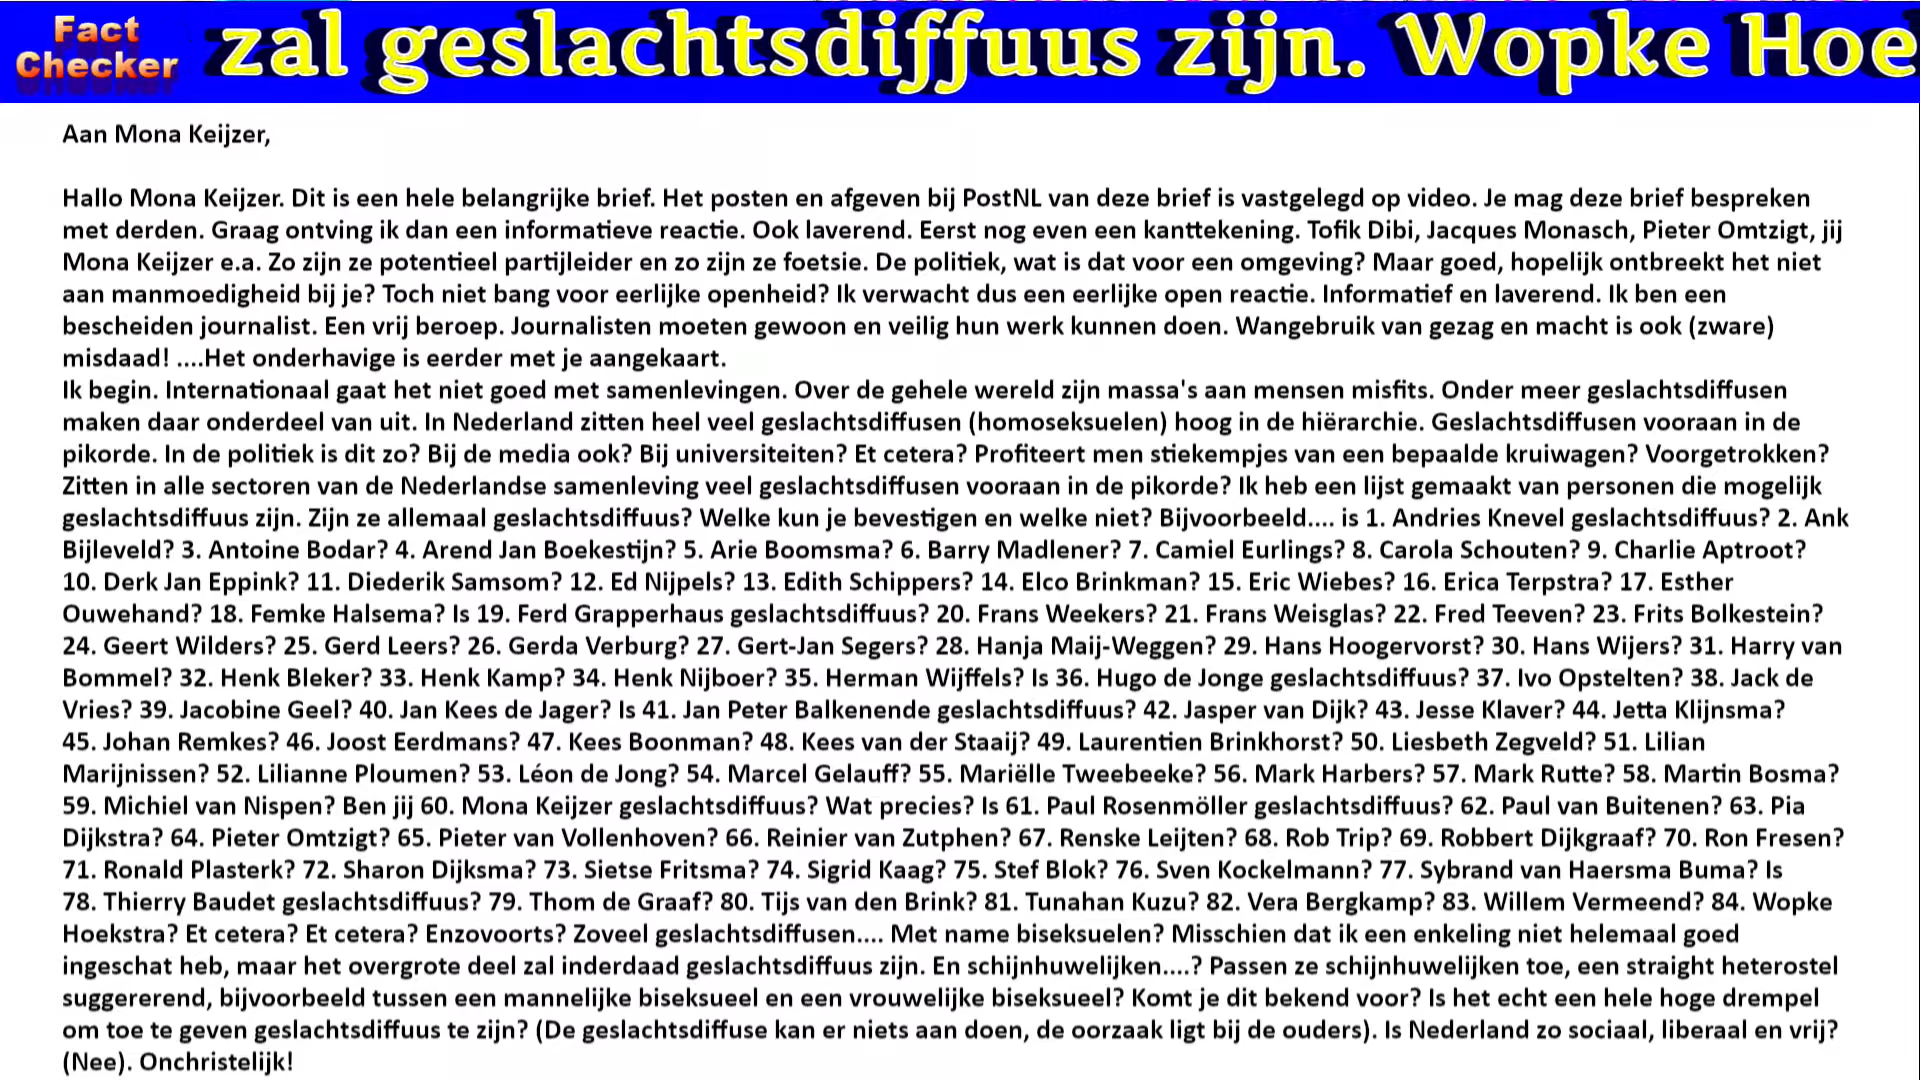 Fact
Checker
zal geslachtsdiffuus zijn. Wopke Hoe
Aan Mona Keijzer,
Hallo Mona Keijzer. Dit is een hele belangrijke brief. Het posten en afgeven bij PostNL van deze brief is vastgelegd op video. Je mag deze brief bespreken
met derden. Graag ontving ik dan een informatieve reactie. Ook laverend. Eerst nog even een kanttekening. Tofik Dibi, Jacques Monasch, Pieter Omtzigt, jij
Mona Keijzer e.a. Zo zijn ze potentieel partijleider en zo zijn ze foetsie. De politiek, wat is dat voor een omgeving? Maar goed, hopelijk ontbreekt het niet
aan manmoedigheid bij je? Toch niet bang voor eerlijke openheid? Ik verwacht dus een eerlijke open reactie. Informatief en laverend. Ik ben een
bescheiden journalist. Een vrij beroep. Journalisten moeten gewoon en veilig hun werk kunnen doen. Wangebruik van gezag en macht is ook (zware)
misdaad! ....Het onderhavige is eerder met je aangekaart.
Ik begin. Internationaal gaat het niet goed met samenlevingen. Over de gehele wereld zijn massa's aan mensen misfits. Onder meer geslachtsdiffusen
maken daar onderdeel van uit. In Nederland zitten heel veel geslachtsdiffusen (homoseksuelen) hoog in de hiërarchie. Geslachtsdiffusen vooraan in de
pikorde. In de politiek is dit zo? Bij de media ook? Bij universiteiten? Et cetera? Profiteert men stiekempjes van een bepaalde kruiwagen? Voorgetrokken?
Zitten in alle sectoren van de Nederlandse samenleving veel geslachtsdiffusen vooraan in de pikorde? Ik heb een lijst gemaakt van personen die mogelijk
geslachtsdiffuus zijn. Zijn ze allemaal geslachtsdiffuus? Welke kun je bevestigen en welke niet? Bijvoorbeeld.... is 1. Andries Knevel geslachtsdiffuus? 2. Ank
Bijleveld? 3. Antoine Bodar? 4. Arend Jan Boekestijn? 5. Arie Boomsma? 6. Barry Madlener? 7. Camiel Eurlings? 8. Carola Schouten? 9. Charlie Aptroot?
10. Derk Jan Eppink? 11. Diederik Samsom? 12. Ed Nijpels? 13. Edith Schippers? 14. Elco Brinkman? 15. Eric Wiebes? 16. Erica Terpstra? 17. Esther
Ouwehand? 18. Femke Halsema? Is 19. Ferd Grapperhaus geslachtsdiffuus? 20. Frans Weekers? 21. Frans Weisglas? 22. Fred Teeven? 23. Frits Bolkestein?
24. Geert Wilders? 25. Gerd Leers? 26. Gerda Verburg? 27. Gert-Jan Segers? 28. Hanja Maij-Weggen? 29. Hans Hoogervorst? 30. Hans Wijers? 31. Harry van
Bommel? 32. Henk Bleker? 33. Henk Kamp? 34. Henk Nijboer? 35. Herman Wijffels? Is 36. Hugo de Jonge geslachtsdiffuus? 37. Ivo Opstelten? 38. Jack de
Vries? 39. Jacobine Geel? 40. Jan Kees de Jager? Is 41. Jan Peter Balkenende geslachtsdiffuus? 42. Jasper van Dijk? 43. Jesse Klaver? 44. Jetta Klijnsma?
45. Johan Remkes? 46. Joost Eerdmans? 47. Kees Boonman? 48. Kees van der Staaij? 49. Laurentien Brinkhorst? 50. Liesbeth Zegveld? 51. Lilian
Marijnissen? 52. Lilianne Ploumen? 53. Léon de Jong? 54. Marcel Gelauff? 55. Mariëlle Tweebeeke? 56. Mark Harbers? 57. Mark Rutte? 58. Martin Bosma?
59. Michiel van Nispen? Ben jij 60. Mona Keijzer geslachtsdiffuus? Wat precies? Is 61. Paul Rosenmöller geslachtsdiffuus? 62. Paul van Buitenen? 63. Pia
Dijkstra? 64. Pieter Omtzigt? 65. Pieter van Vollenhoven? 66. Reinier van Zutphen? 67. Renske Leijten? 68. Rob Trip? 69. Robbert Dijkgraaf? 70. Ron Fresen?
71. Ronald Plasterk? 72. Sharon Dijksma? 73. Sietse Fritsma? 74. Sigrid Kaag? 75. Stef Blok? 76. Sven Kockelmann? 77. Sybrand van Haersma Buma? Is
78. Thierry Baudet geslachtsdiffuus? 79. Thom de Graaf? 80. Tijs van den Brink? 81. Tunahan Kuzu? 82. Vera Bergkamp? 83. Willem Vermeend? 84. Wopke
Hoekstra? Et cetera? Et cetera? Enzovoorts? Zoveel geslachtsdiffusen.... Met name biseksuelen? Misschien dat ik een enkeling niet helemaal goed
ingeschat heb, maar het overgrote deel zal inderdaad geslachtsdiffuus zijn. En schijnhuwelijken....? Passen ze schijnhuwelijken toe, een straight heterostel
suggererend, bijvoorbeeld tussen een mannelijke biseksueel en een vrouwelijke biseksueel? Komt je dit bekend voor? Is het echt een hele hoge drempel
om toe te geven geslachtsdiffuus te zijn? (De geslachtsdiffuse kan er niets aan doen, de oorzaak ligt bij de ouders). Is Nederland zo sociaal, liberaal en vrij?
(Nee). Onchristelijk!